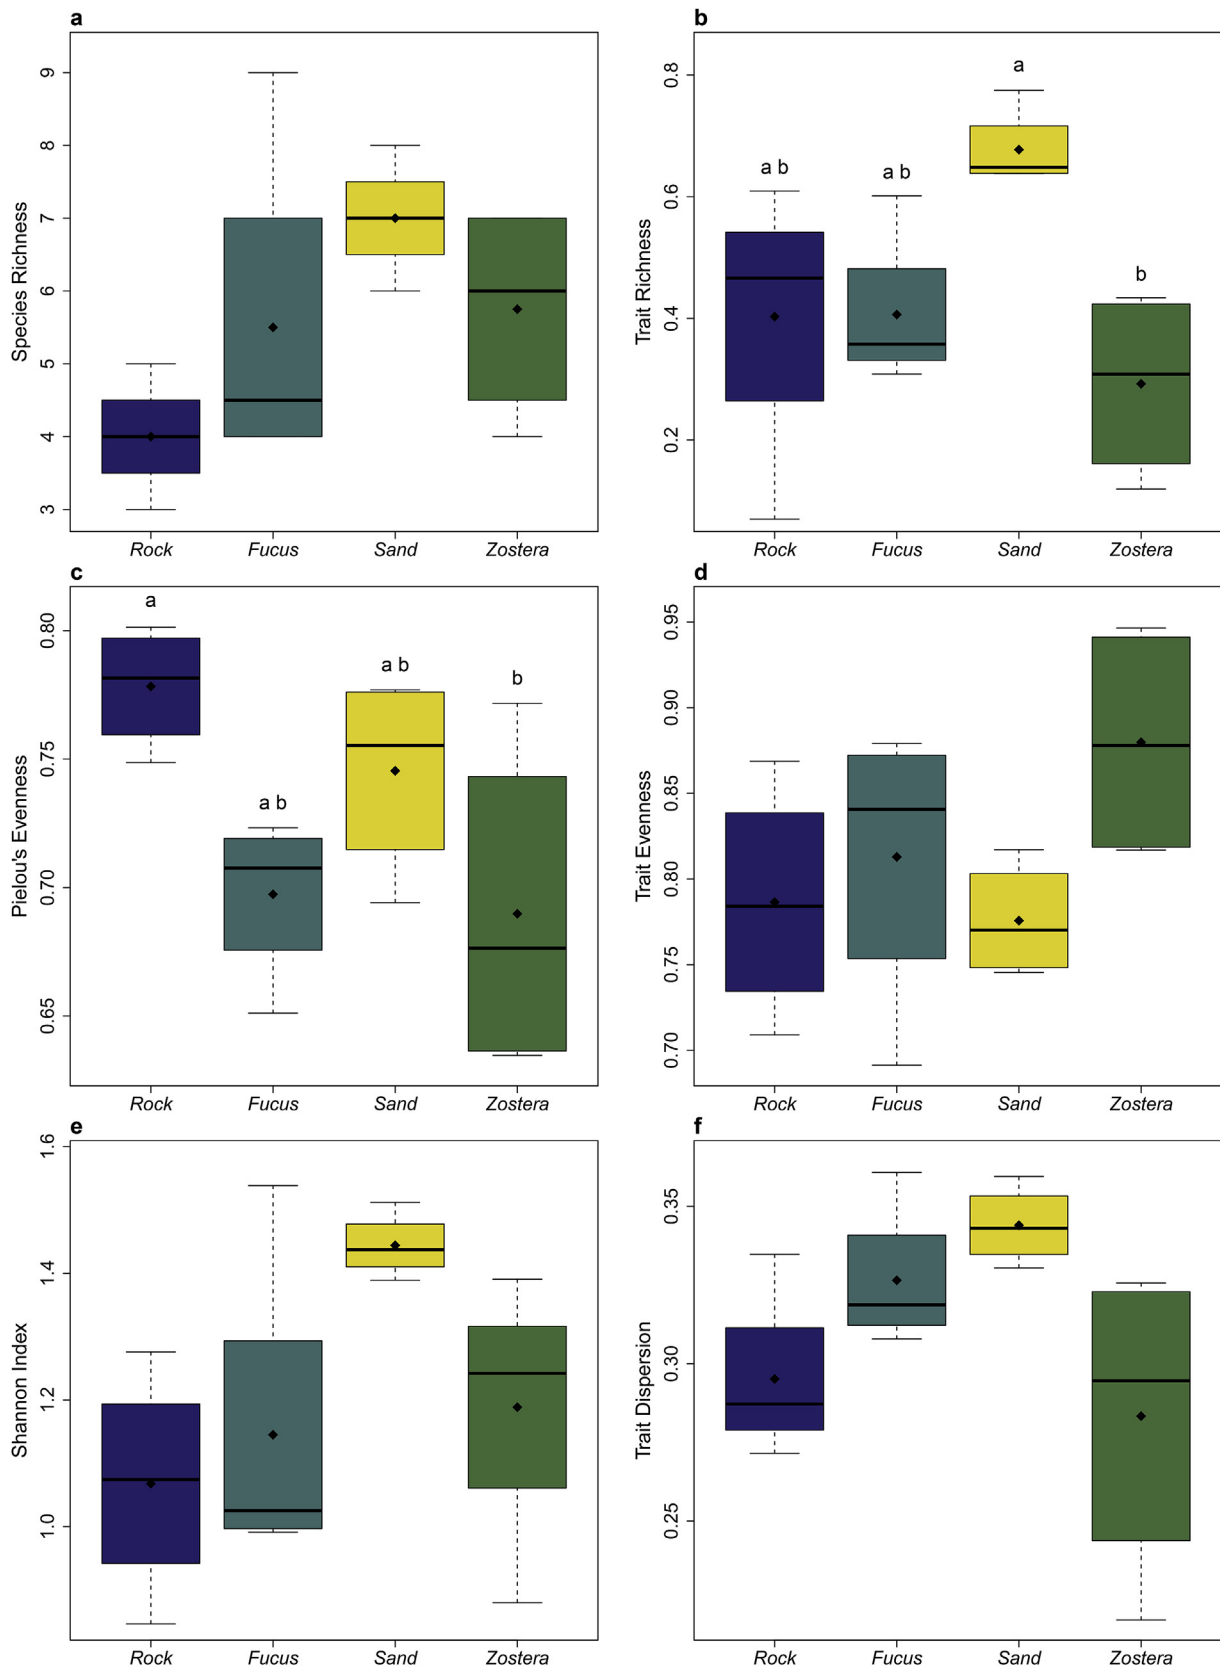 a
Species Richness
9
8
7
6
5
4
3
Rock Fucus Sand Zostera
b
Trait Richness
0.8
0.6
0.4
0.2
a b
a b
a
b
Rock Fucus Sand Zostera
c
Pielou's Evenness
0.80
0.75
0.70
0.65
a
a b
a b
b
Rock Fucus Sand Zostera
d
Trait Evenness
0.95
0.90
0.85
0.80
0.75
0.70
Rock Fucus Sand Zostera
e
Shannon Index
1.6
1.4
1.2
1.0
Rock Fucus Sand Zostera
f
Trait Dispersion
0.35
0.30
0.25
Rock Fucus Sand Zostera